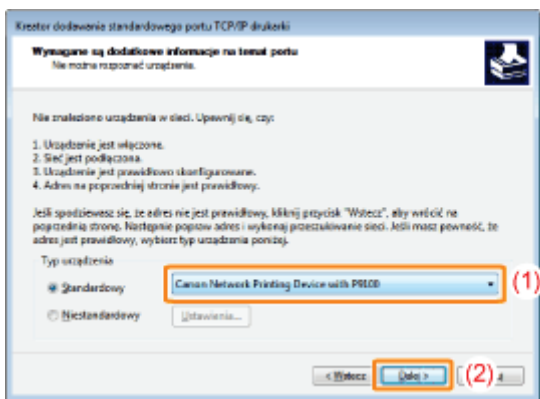 Kreator dodawania standardowego portu TCP/IP drukarki
Wymagane są dodatkowe informacje na temat portu
Nie można rozpoznać urządzenia.
Nie znaleziono urządzenia w sieci. Upewnij się, czy:
1. Urządzenie jest włączone.
2. Sieć jest podłączona.
3. Urządzenie jest prawidłowo skonfigurowane.
4. Adres na poprzedniej stronie jest prawidłowy.
Jeśli spodziewasz się, że adres nie jest prawidłowy, kliknij przycisk "Wstecz", aby wrócić na
poprzednią stronę. Następnie popraw adres i wykonaj przeszukiwanie sieci. Jeśli masz pewność, że
adres jest prawidłowy, wybierz typ urządzenia poniżej.
Typ urządzenia
Standardowy
Canon Network Printing Device with P9100
(1)
Niestandardowy
Ustawienia...
< Wstecz
Dalej >
(2)